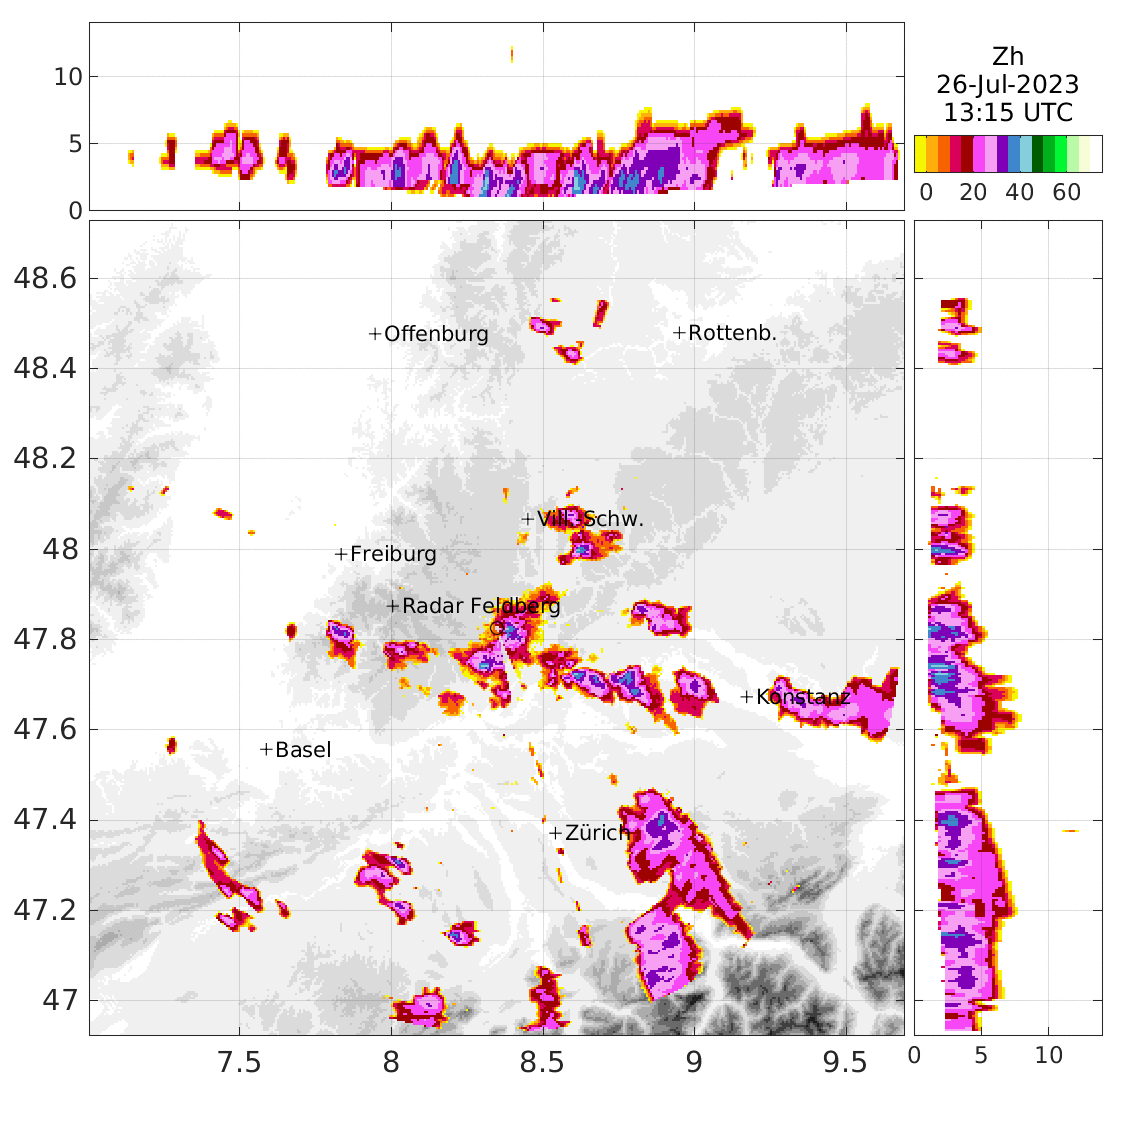 10
5
0
Zh
26-Jul-2023
13:15 UTC
0 20 40 60
48.6
48.4
48.2
48
47.8
47.6
47.4
47.2
47
+Offenburg
+Rottenb.
+Vill.-Schw.
+Freiburg
+Radar Feldberg
+Konstanz
+Basel
+Zürich
7.5 8 8.5 9 9.5
0 5 10